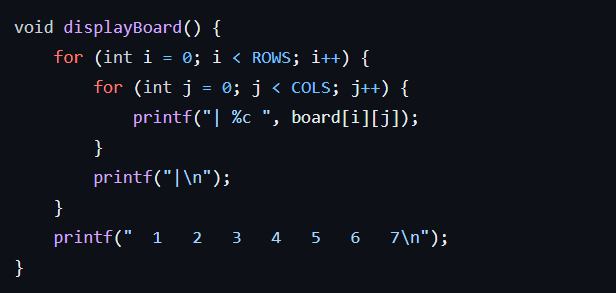 void displayBoard() {
    for (int i = 0; i < ROWS; i++) {
        for (int j = 0; j < COLS; j++) {
            printf("| %c ", board[i][j]);
        }
        printf("|\n");
    }
    printf("  1   2   3   4   5   6   7\n");
}